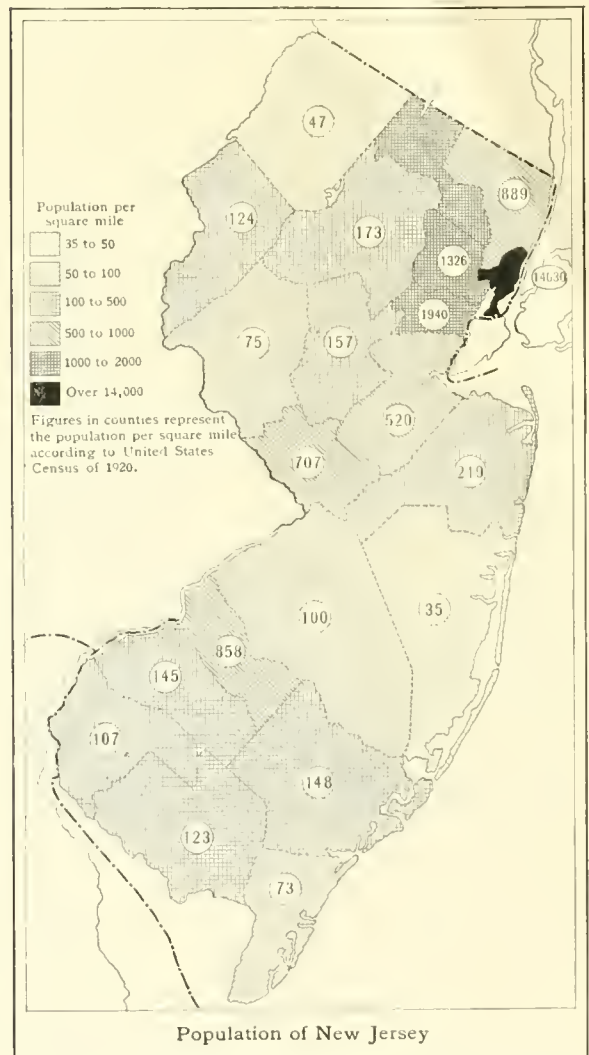 47
889
124
173
1326
14630
Population per
square mile
35 to 50
50 to 100
100 to 500
500 to 1000
1000 to 2000
Over 14,000
Figures in counties represent
the population per square mile
according to United States
Census of 1920.
1940
75
157
520
707
219
35
100
858
145
107
148
123
73
Population of New Jersey